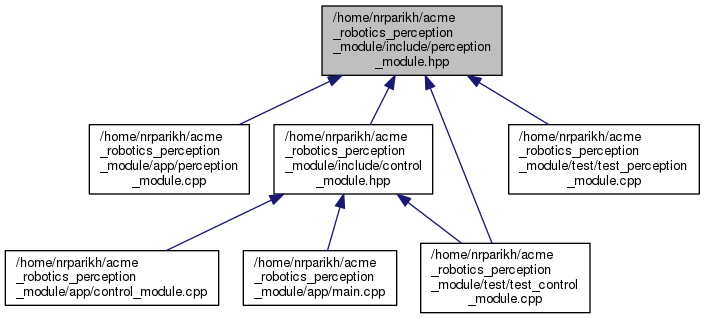 /home/nrparikh/acme
_robotics_perception
_module/include/perception
_module.hpp
/home/nrparikh/acme
_robotics_perception
_module/app/perception
_module.cpp
/home/nrparikh/acme
_robotics_perception
_module/include/control
_module.hpp
/home/nrparikh/acme
_robotics_perception
_module/test/test_perception
_module.cpp
/home/nrparikh/acme
_robotics_perception
_module/app/control_module.cpp
/home/nrparikh/acme
_robotics_perception
_module/app/main.cpp
/home/nrparikh/acme
_robotics_perception
_module/test/test_control
_module.cpp